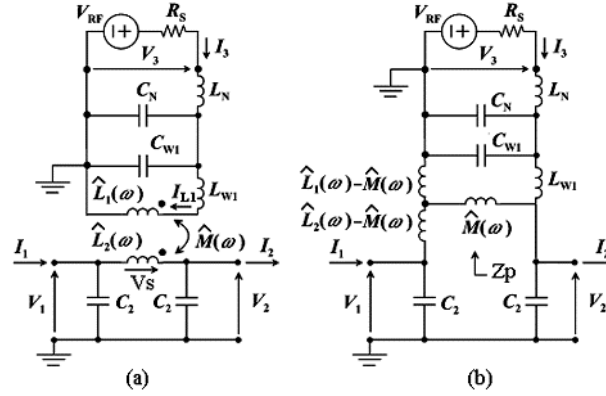 V_RF R_S
V_3 I_3
L_N
C_N
C_W1
L̂_1(ω) I_L1 L_W1
L̂_2(ω) M̂(ω)
I_1 Vs I_2
V_1 C_2 C_2 V_2
(a)
V_RF R_S
V_3 I_3
L_N
C_N
C_W1
L̂_1(ω)−M̂(ω) L_W1
L̂_2(ω)−M̂(ω) M̂(ω)
I_1 Zp I_2
V_1 C_2 C_2 V_2
(b)